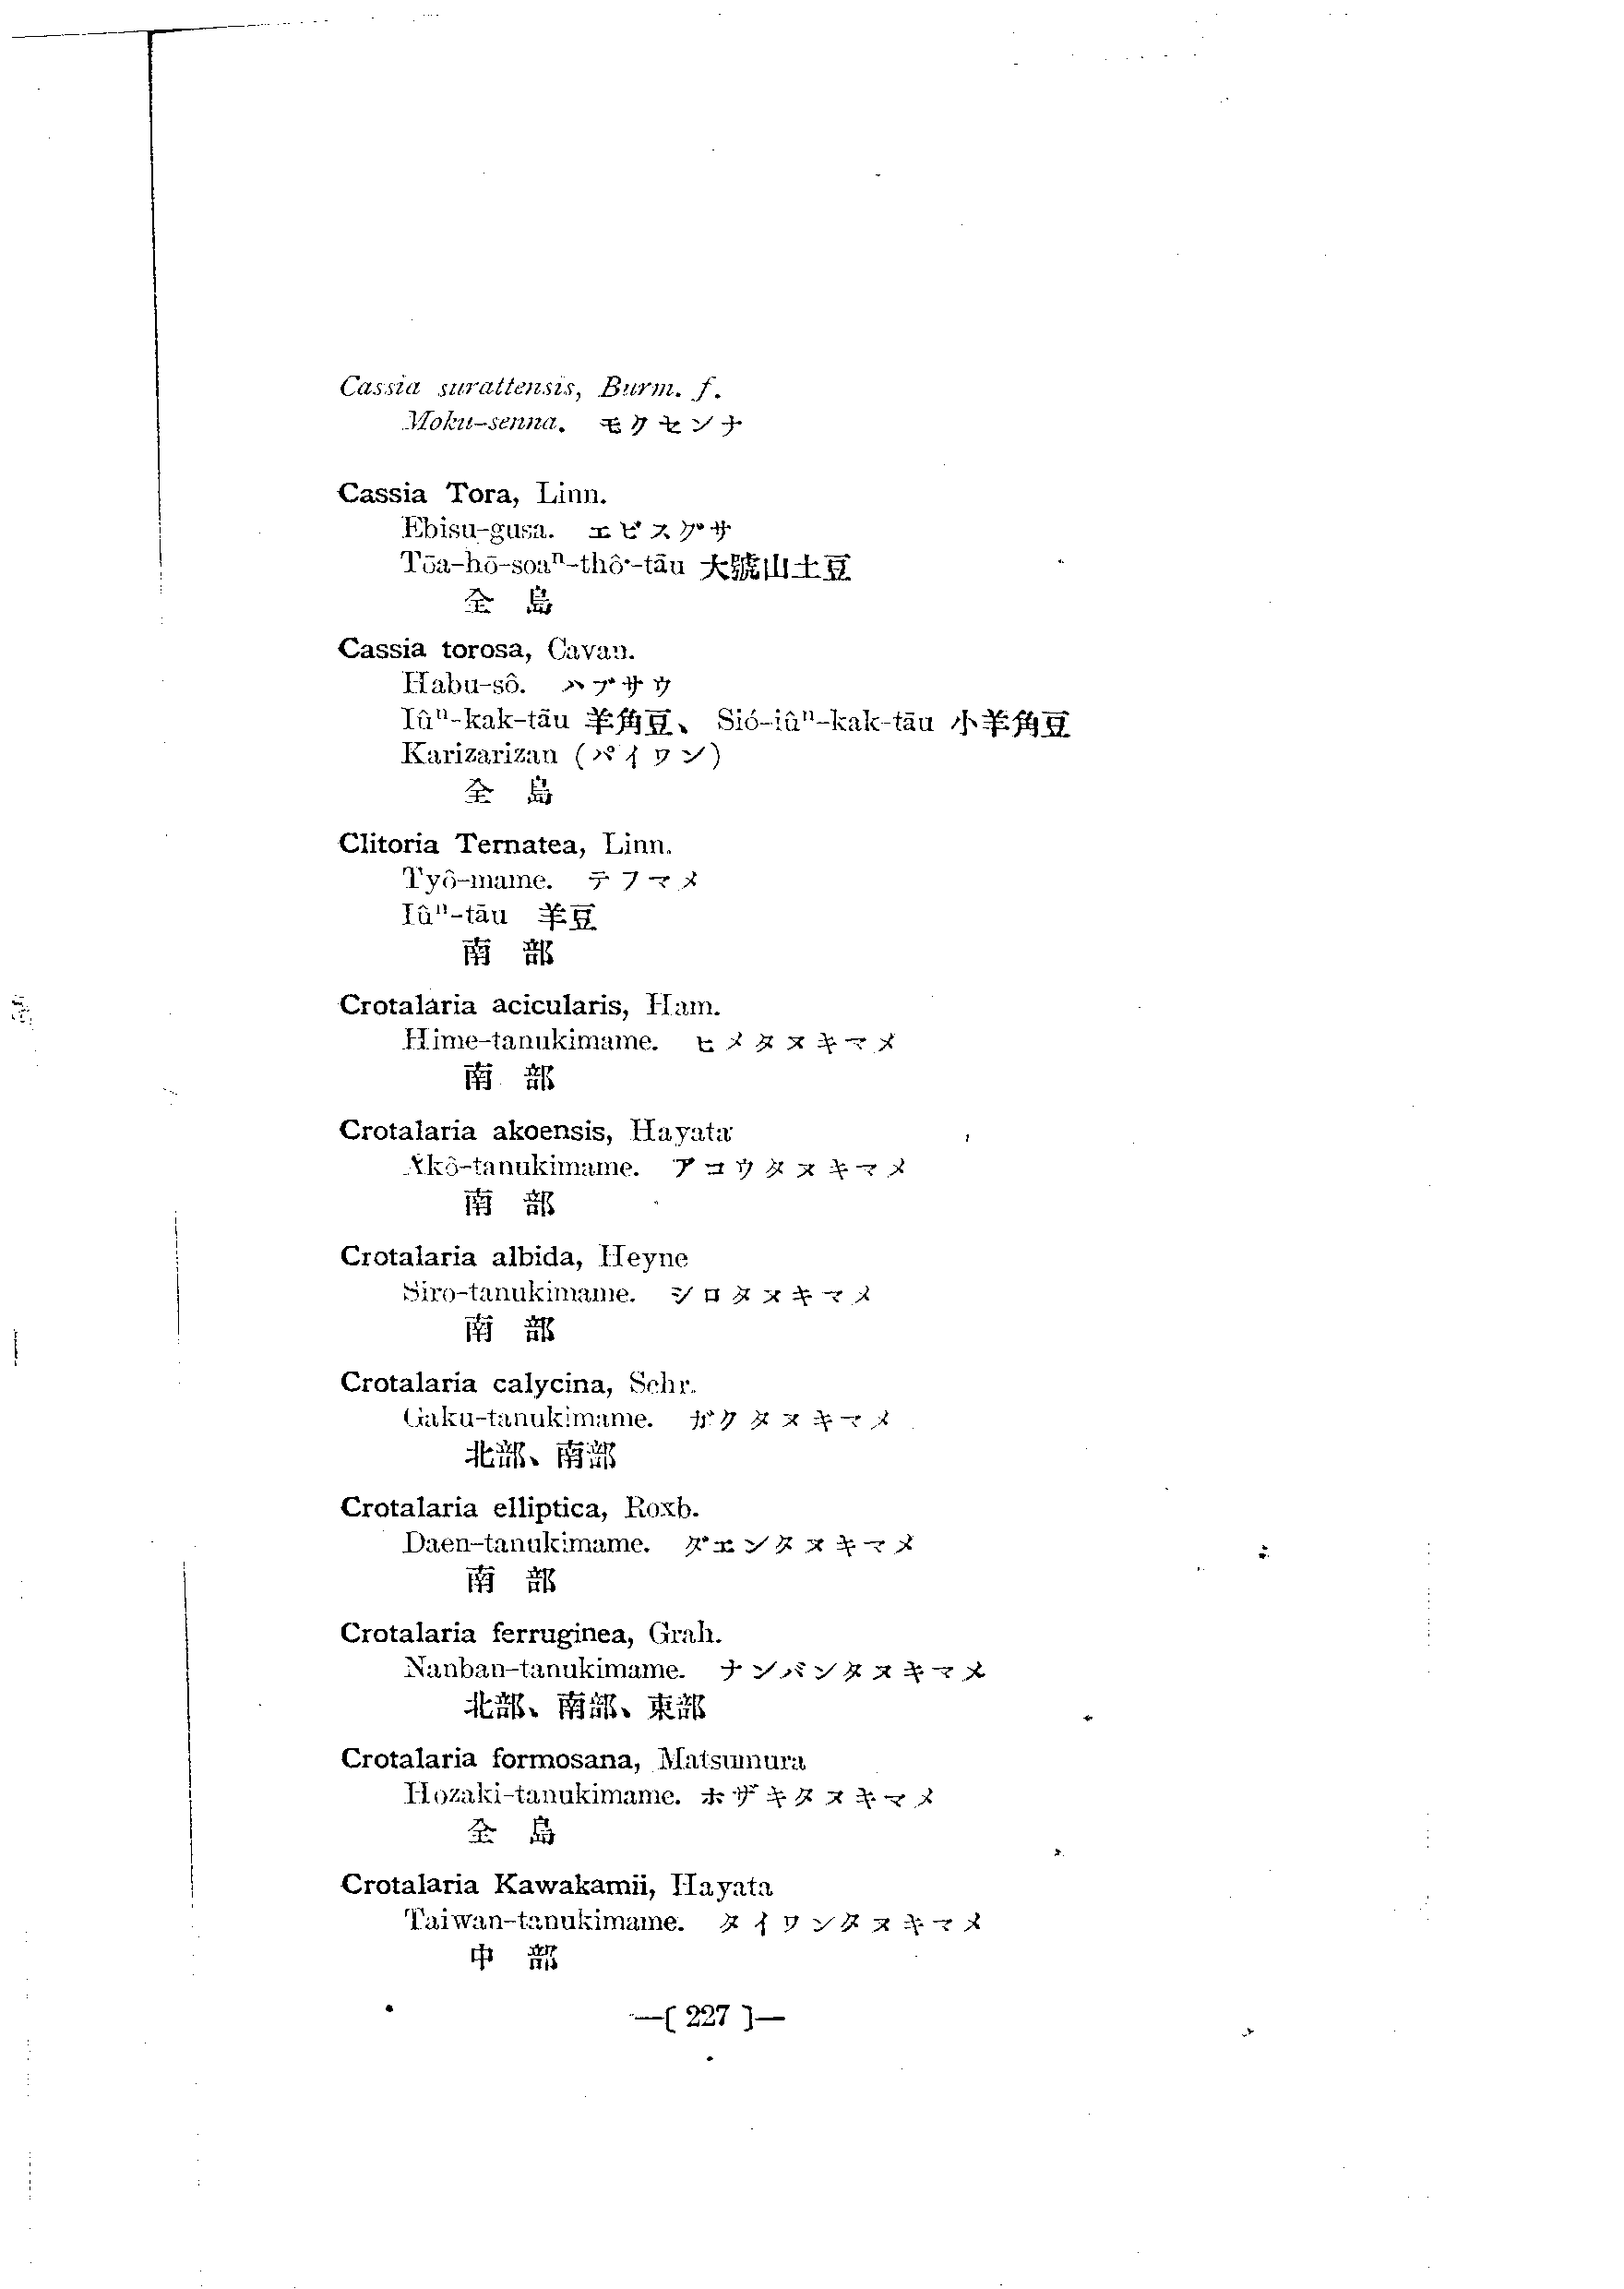 Cassia surattensis, Burm. f.
Moku-senna. モクセンナ
Cassia Tora, Linn.
Ebisu-gusa. エビスグサ
Tōa-hō-soaⁿ-thô·-tāu 大號山土豆
全 島
Cassia torosa, Cavan.
Habu-sô. ハブサウ
Iûⁿ-kak-tāu 羊角豆、 Sió-iûⁿ-kak-tāu 小羊角豆
Karizarizan (パイワン)
全 島
Clitoria Ternatea, Linn.
Tyô-mame. テフマメ
Iûⁿ-tāu 羊豆
南 部
Crotalaria acicularis, Ham.
Hime-tanukimame. ヒメタヌキマメ
南 部
Crotalaria akoensis, Hayata
Akô-tanukimame. アコウタヌキマメ
南 部
Crotalaria albida, Heyne
Siro-tanukimame. シロタヌキマメ
南 部
Crotalaria calycina, Schr.
Gaku-tanukimame. ガクタヌキマメ
北部、南部
Crotalaria elliptica, Roxb.
Daen-tanukimame. ダエンタヌキマメ
南 部
Crotalaria ferruginea, Grah.
Nanban-tanukimame. ナンバンタヌキマメ
北部、南部、東部
Crotalaria formosana, Matsumura
Hozaki-tanukimame. ホザキタヌキマメ
全 島
Crotalaria Kawakamii, Hayata
Taiwan-tanukimame. タイワンタヌキマメ
中 部
—[ 227 ]—